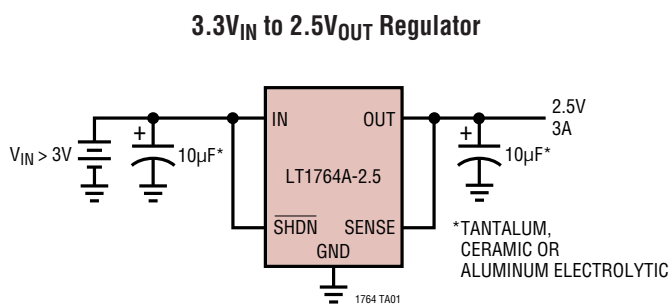 3.3VIN to 2.5VOUT Regulator
IN
OUT
2.5V
3A
+
+
VIN > 3V
10µF*
10µF*
LT1764A-2.5
SHDN
SENSE
GND
*TANTALUM,
CERAMIC OR
ALUMINUM ELECTROLYTIC
1764 TA01